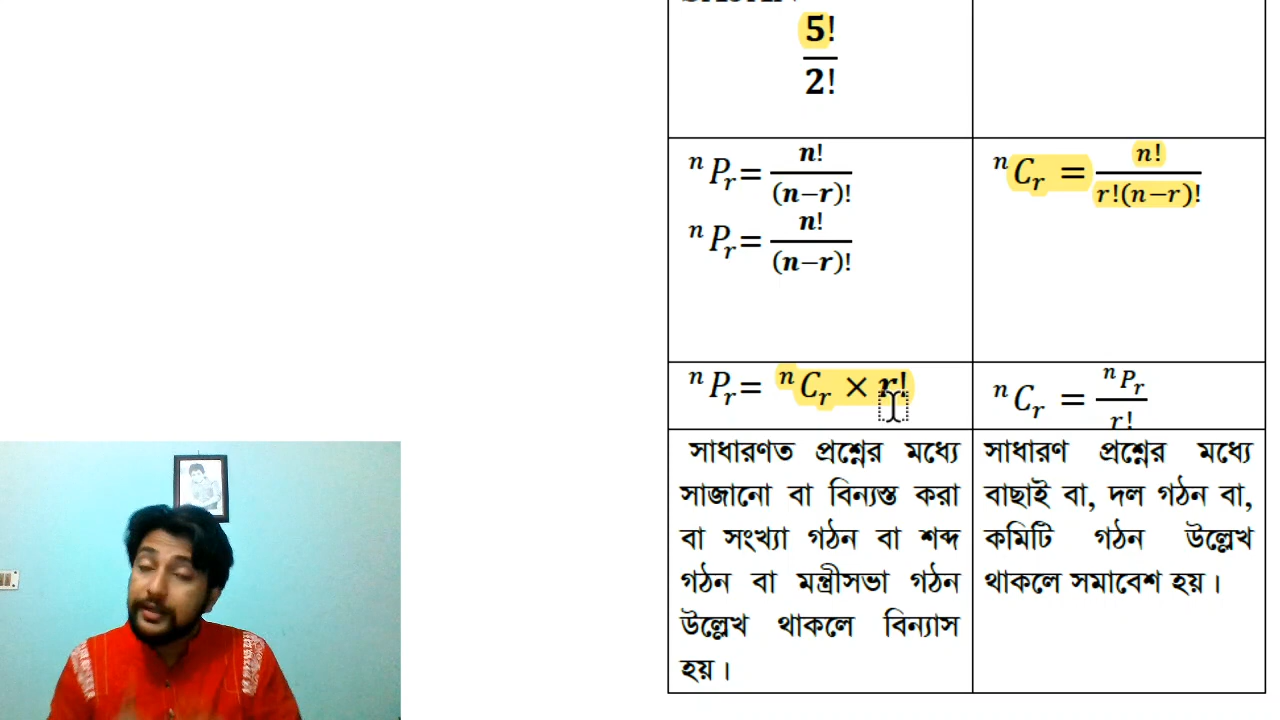 5!
2!
ⁿPᵣ= n!/(n−r)!
ⁿPᵣ= n!/(n−r)!
ⁿCᵣ = n!/r!(n−r)!
ⁿPᵣ= ⁿCᵣ × r!
ⁿCᵣ = ⁿPᵣ/r!
সাধারণত প্রশ্নের মধ্যে
সাজানো বা বিন্যস্ত করা
বা সংখ্যা গঠন বা শব্দ
গঠন বা মন্ত্রীসভা গঠন
উল্লেখ থাকলে বিন্যাস
হয়।
সাধারণ প্রশ্নের মধ্যে
বাছাই বা, দল গঠন বা,
কমিটি গঠন উল্লেখ
থাকলে সমাবেশ হয়।